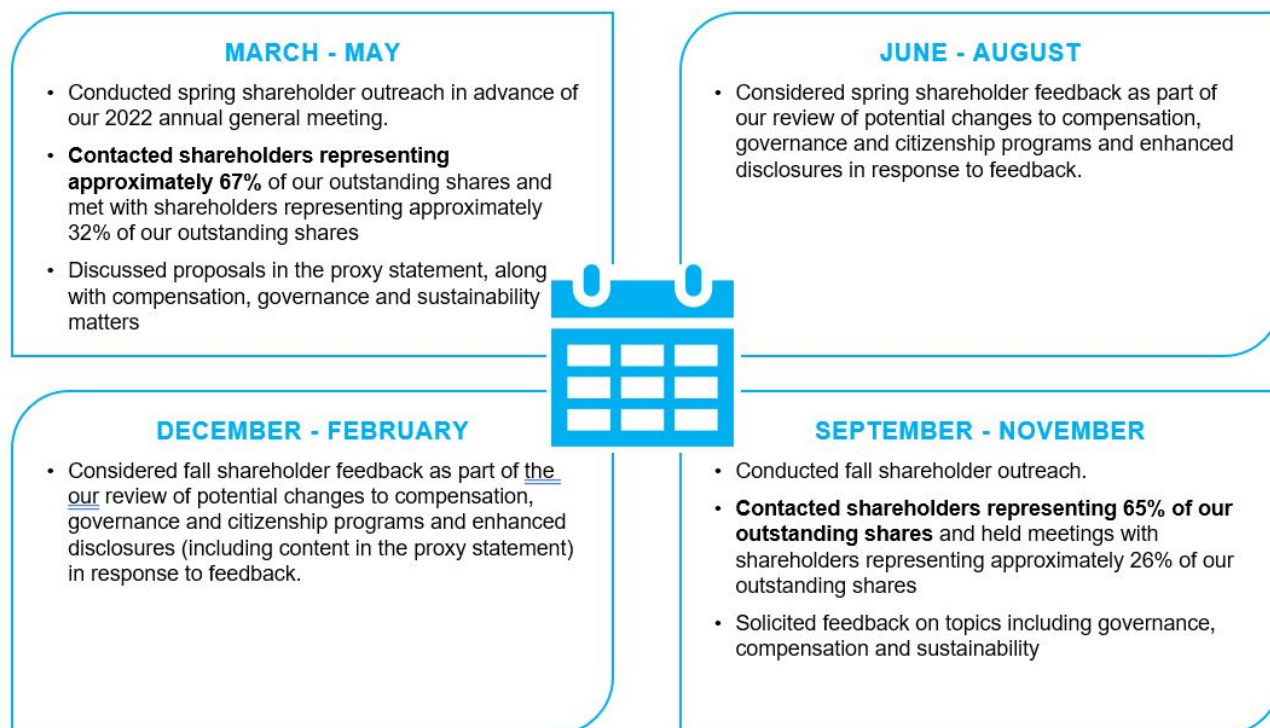 MARCH - MAY
• Conducted spring shareholder outreach in advance of
our 2022 annual general meeting.
• Contacted shareholders representing
approximately 67% of our outstanding shares and
met with shareholders representing approximately
32% of our outstanding shares
• Discussed proposals in the proxy statement, along
with compensation, governance and sustainability
matters
JUNE - AUGUST
• Considered spring shareholder feedback as part of
our review of potential changes to compensation,
governance and citizenship programs and enhanced
disclosures in response to feedback.
DECEMBER - FEBRUARY
• Considered fall shareholder feedback as part of the
our review of potential changes to compensation,
governance and citizenship programs and enhanced
disclosures (including content in the proxy statement)
in response to feedback.
SEPTEMBER - NOVEMBER
• Conducted fall shareholder outreach.
• Contacted shareholders representing 65% of our
outstanding shares and held meetings with
shareholders representing approximately 26% of our
outstanding shares
• Solicited feedback on topics including governance,
compensation and sustainability